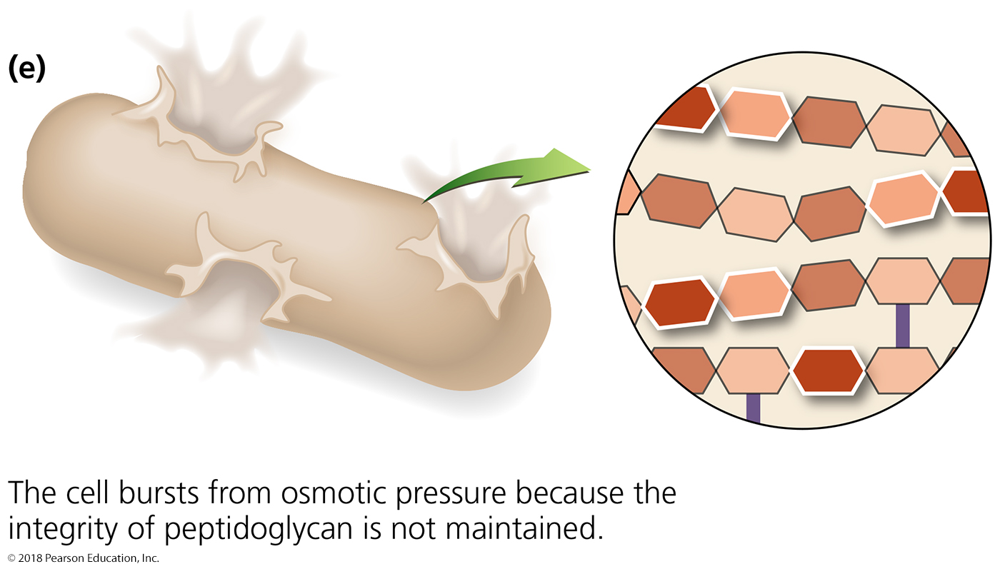 (e)
The cell bursts from osmotic pressure because the
integrity of peptidoglycan is not maintained.
© 2018 Pearson Education, Inc.